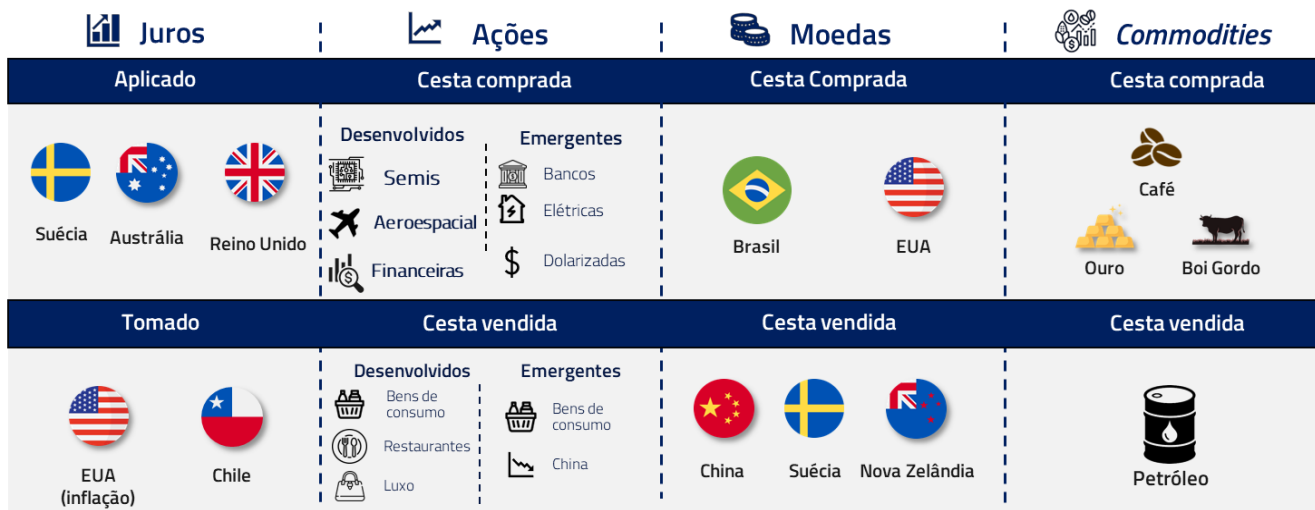 Juros
Ações
Moedas
Commodities
Aplicado
Cesta comprada
Cesta Comprada
Cesta comprada
Suécia
Austrália
Reino Unido
Desenvolvidos
Semis
Aeroespacial
Financeiras
Emergentes
Bancos
Elétricas
Dolarizadas
Brasil
EUA
Café
Ouro
Boi Gordo
Tomado
Cesta vendida
Cesta vendida
Cesta vendida
EUA
(inflação)
Chile
Desenvolvidos
Bens de
consumo
Restaurantes
Luxo
Emergentes
Bens de
consumo
China
China
Suécia
Nova Zelândia
Petróleo